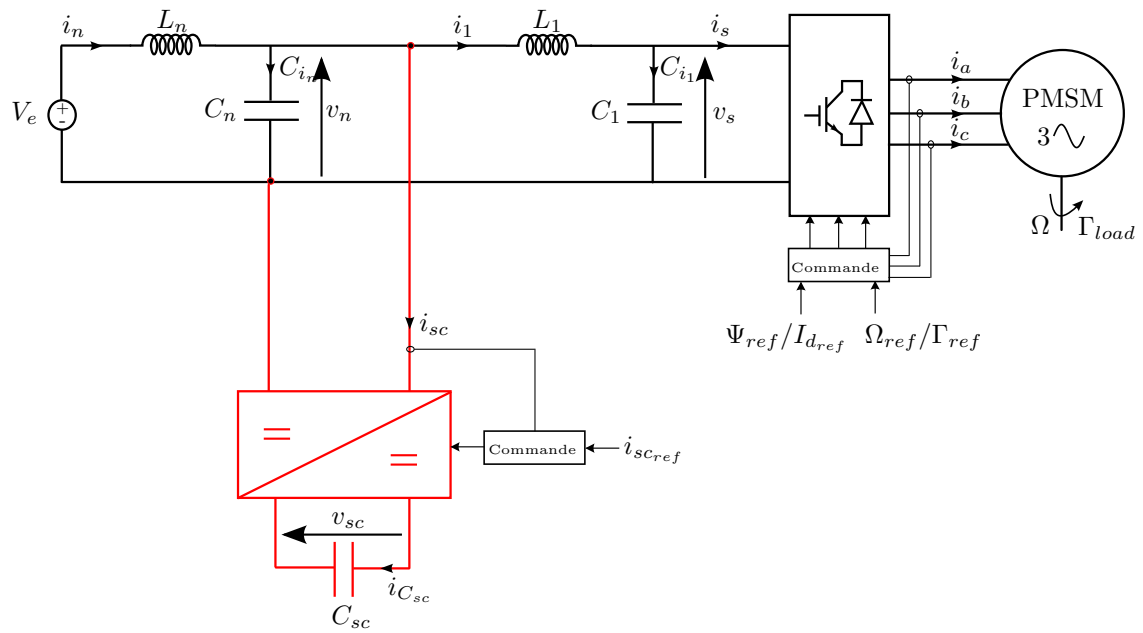 i_n L_n i_1 L_1 i_s
C_{i_n} C_{i_1} i_a
V_e + - C_n v_n C_1 v_s i_b PMSM
i_c 3
Ω Γ_{load}
Commande
Ψ_{ref}/I_{d_{ref}} Ω_{ref}/Γ_{ref}
i_{sc}
Commande i_{sc_{ref}}
v_{sc}
i_{C_{sc}}
C_{sc}